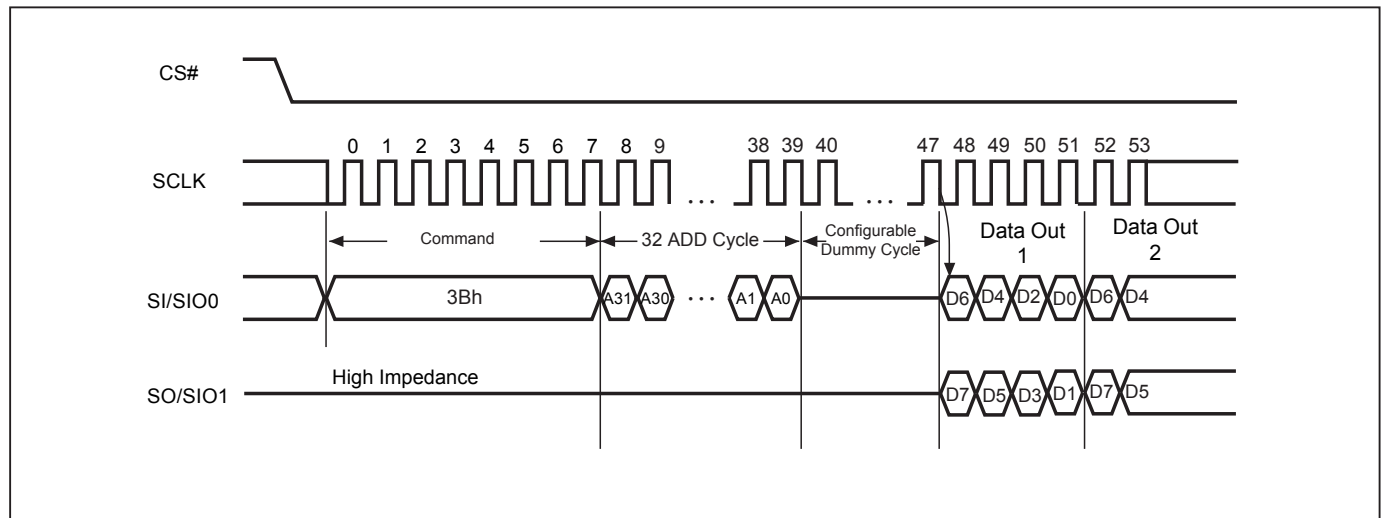 CS#
0 1 2 3 4 5 6 7 8 9 38 39 40 47 48 49 50 51 52 53
SCLK
... ...
Command 32 ADD Cycle Configurable Dummy Cycle Data Out 1 Data Out 2
SI/SIO0 3Bh A31 A30 ... A1 A0 D6 D4 D2 D0 D6 D4
High Impedance
SO/SIO1 D7 D5 D3 D1 D7 D5